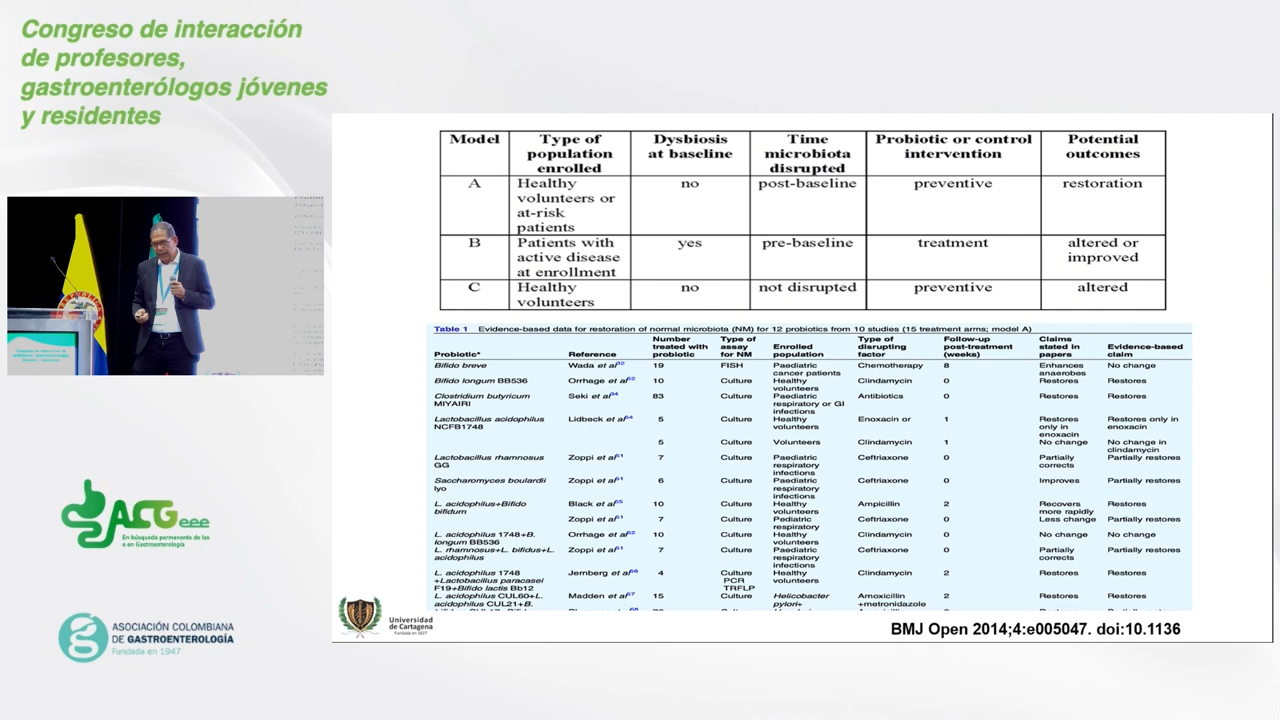 Congreso de interacción
de profesores,
gastroenterólogos jóvenes
y residentes
Model | Type of population enrolled | Dysbiosis at baseline | Time microbiota disrupted | Probiotic or control intervention | Potential outcomes
A | Healthy volunteers or at-risk patients | no | post-baseline | preventive | restoration
B | Patients with active disease at enrollment | yes | pre-baseline | treatment | altered or improved
C | Healthy volunteers | no | not disrupted | preventive | altered
Table 1 Evidence-based data for restoration of normal microbiota (NM) for 12 probiotics from 10 studies (15 treatment arms; model A)
Probiotic* | Reference | Number treated with probiotic | Type of assay for NM | Enrolled population | Type of disrupting factor | Follow-up post-treatment (weeks) | Claims stated in papers | Evidence-based claim
Bifido breve | Wada et al | 19 | FISH | Paediatric cancer patients | Chemotherapy | 8 | Enhances anaerobes | No change
Bifido longum BB536 | Orrhage et al | 10 | Culture | Healthy volunteers | Clindamycin | 0 | Restores | Restores
Clostridium butyricum MIYAIRI | Seki et al | 83 | Culture | Paediatric respiratory or GI infections | Antibiotics | 0 | Restores | Restores
Lactobacillus acidophilus NCFB1748 | Lidbeck et al | 5 | Culture | Healthy volunteers | Enoxacin or | 1 | Restores only in enoxacin | Restores only in enoxacin
5 | Culture | Volunteers | Clindamycin | 1 | No change | No change in clindamycin
Lactobacillus rhamnosus GG | Zoppi et al | 7 | Culture | Paediatric respiratory infections | Ceftriaxone | 0 | Partially corrects | Partially restores
Saccharomyces boulardii lyo | Zoppi et al | 6 | Culture | Paediatric respiratory infections | Ceftriaxone | 0 | Improves | Partially restores
L. acidophilus+Bifido bifidum | Black et al | 10 | Culture | Healthy volunteers | Ampicillin | 2 | Recovers more rapidly | Restores
Zoppi et al | 7 | Culture | Pediatric respiratory | Ceftriaxone | 0 | Less change | Partially restores
L. acidophilus 1748+B. longum BB536 | Orrhage et al | 10 | Culture | Healthy volunteers | Clindamycin | 0 | No change | No change
L. rhamnosus+L. bifidus+L. acidophilus | Zoppi et al | 7 | Culture | Paediatric respiratory infections | Ceftriaxone | 0 | Partially corrects | Partially restores
L. acidophilus 1748 +Lactobacillus paracasei F19+Bifido lactis Bb12 | Jernberg et al | 4 | Culture PCR TRFLP | Healthy volunteers | Clindamycin | 2 | Restores | Restores
L. acidophilus CUL60+L. acidophilus CUL21+B. | Madden et al | 15 | Culture | Helicobacter pylori+ | Amoxicillin +metronidazole | 2 | Restores | Restores
Universidad
de Cartagena
Fundada en 1827
BMJ Open 2014;4:e005047. doi:10.1136
ACGeee
En búsqueda permanente de las
e en Gastroenterología
ASOCIACIÓN COLOMBIANA
DE GASTROENTEROLOGÍA
Fundada en 1947